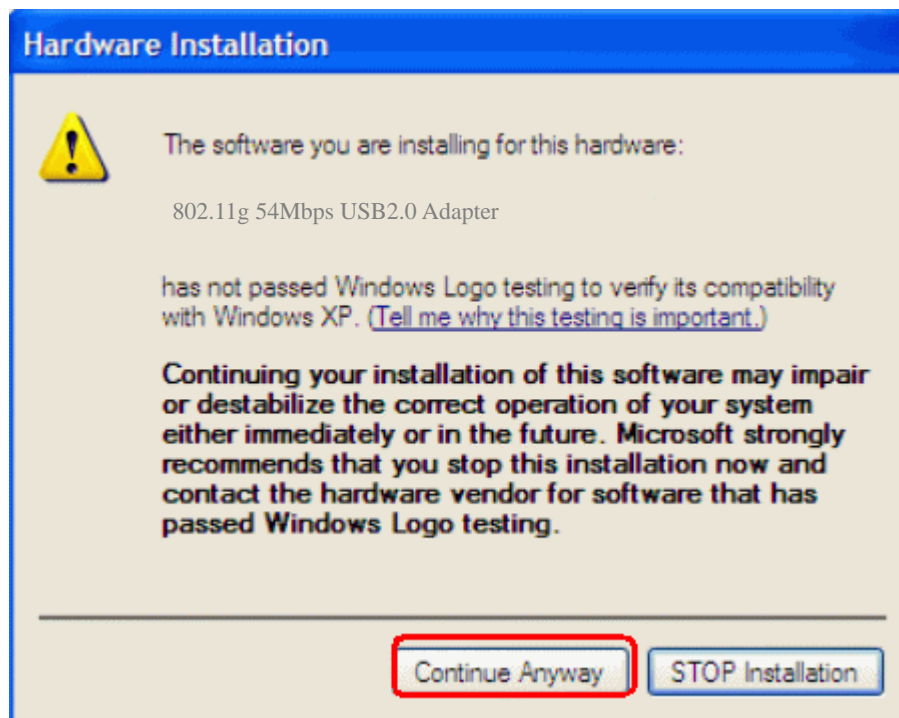 Hardware Installation
The software you are installing for this hardware:
802.11g 54Mbps USB2.0 Adapter
has not passed Windows Logo testing to verify its compatibility
with Windows XP. (Tell me why this testing is important.)
Continuing your installation of this software may impair
or destabilize the correct operation of your system
either immediately or in the future. Microsoft strongly
recommends that you stop this installation now and
contact the hardware vendor for software that has
passed Windows Logo testing.
Continue Anyway
STOP Installation